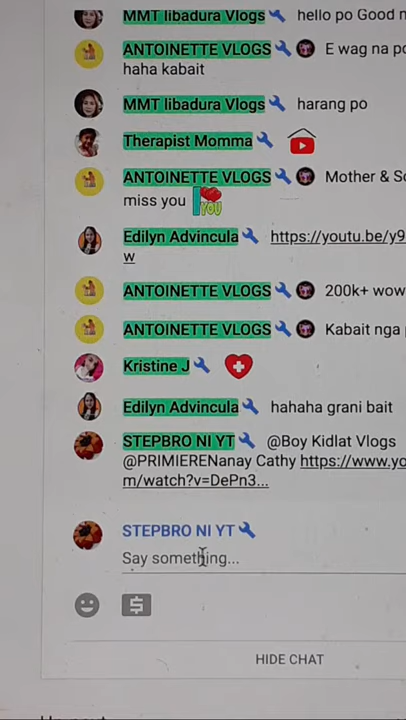 MMT libadura Vlogs hello po Good
ANTOINETTE VLOGS E wag na po
haha kabait
MMT libadura Vlogs harang po
Therapist Momma
ANTOINETTE VLOGS Mother &
miss you I YOU
Edilyn Advincula https://youtu.be/y9
w
ANTOINETTE VLOGS 200k+ wow
ANTOINETTE VLOGS Kabait nga
Kristine J
Edilyn Advincula hahaha grani bait
STEPBRO NI YT @Boy Kidlat Vlogs
@PRIMIERENanay Cathy https://www.yo
m/watch?v=DePn3...
STEPBRO NI YT
Say something...
HIDE CHAT